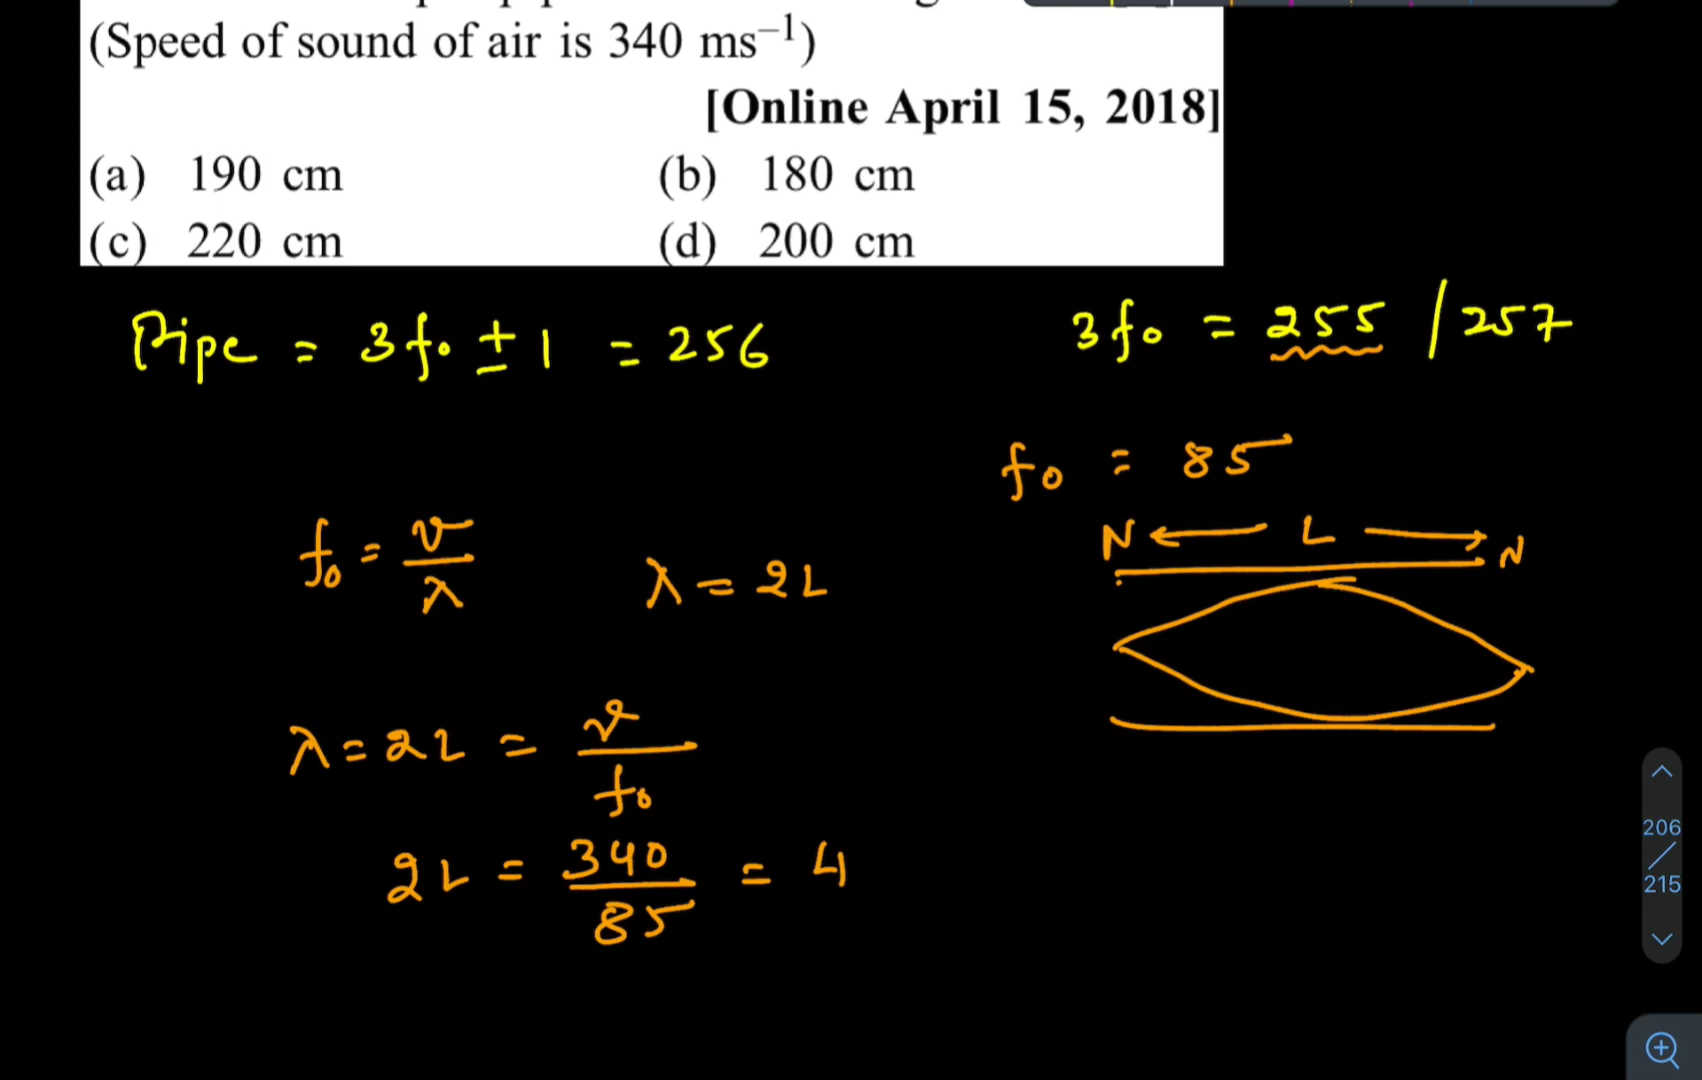 (Speed of sound of air is 340 ms⁻¹)
[Online April 15, 2018]
(a) 190 cm (b) 180 cm
(c) 220 cm (d) 200 cm
Pipe = 3f₀ ± 1 = 256
3f₀ = 255 / 257
f₀ = 85
N ← L → N
f₀ = v/λ λ = 2L
λ = 2L = v/f₀
2L = 340/85 = 4
206
/
215